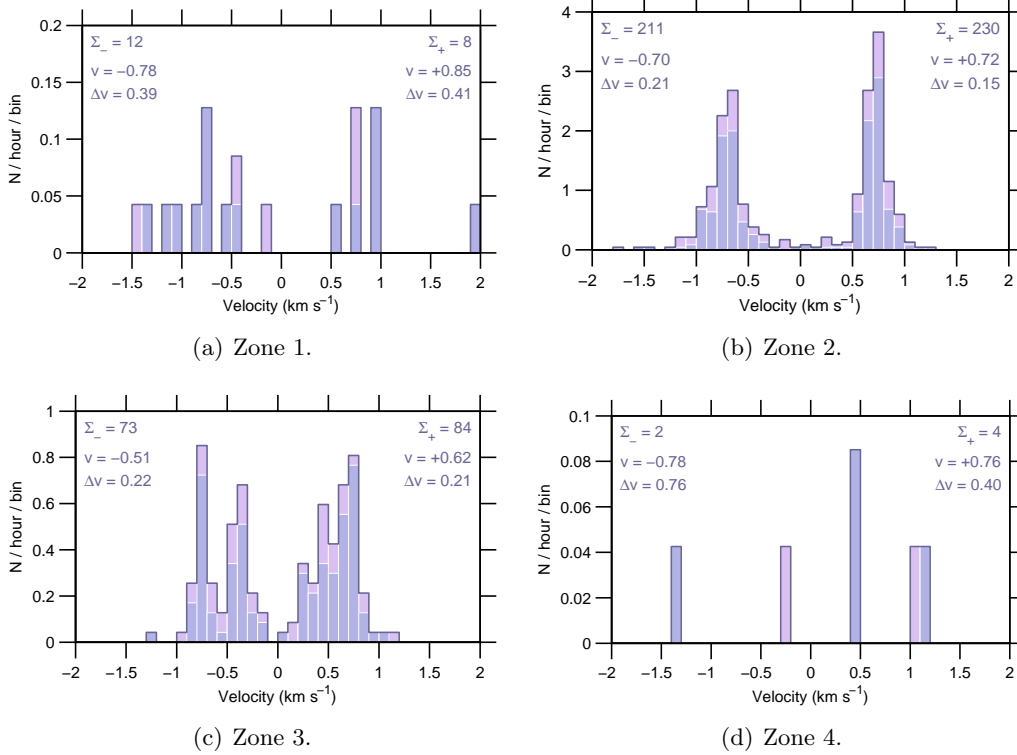 0.2
0.15
0.1
0.05
0
N / hour / bin
Σ− = 12
v = −0.78
Δv = 0.39
Σ+ = 8
v = +0.85
Δv = 0.41
−2 −1.5 −1 −0.5 0 0.5 1 1.5 2
Velocity (km s−1)
(a) Zone 1.
4
3
2
1
0
N / hour / bin
Σ− = 211
v = −0.70
Δv = 0.21
Σ+ = 230
v = +0.72
Δv = 0.15
−2 −1.5 −1 −0.5 0 0.5 1 1.5 2
Velocity (km s−1)
(b) Zone 2.
1
0.8
0.6
0.4
0.2
0
N / hour / bin
Σ− = 73
v = −0.51
Δv = 0.22
Σ+ = 84
v = +0.62
Δv = 0.21
−2 −1.5 −1 −0.5 0 0.5 1 1.5 2
Velocity (km s−1)
(c) Zone 3.
0.1
0.08
0.06
0.04
0.02
0
N / hour / bin
Σ− = 2
v = −0.78
Δv = 0.76
Σ+ = 4
v = +0.76
Δv = 0.40
−2 −1.5 −1 −0.5 0 0.5 1 1.5 2
Velocity (km s−1)
(d) Zone 4.